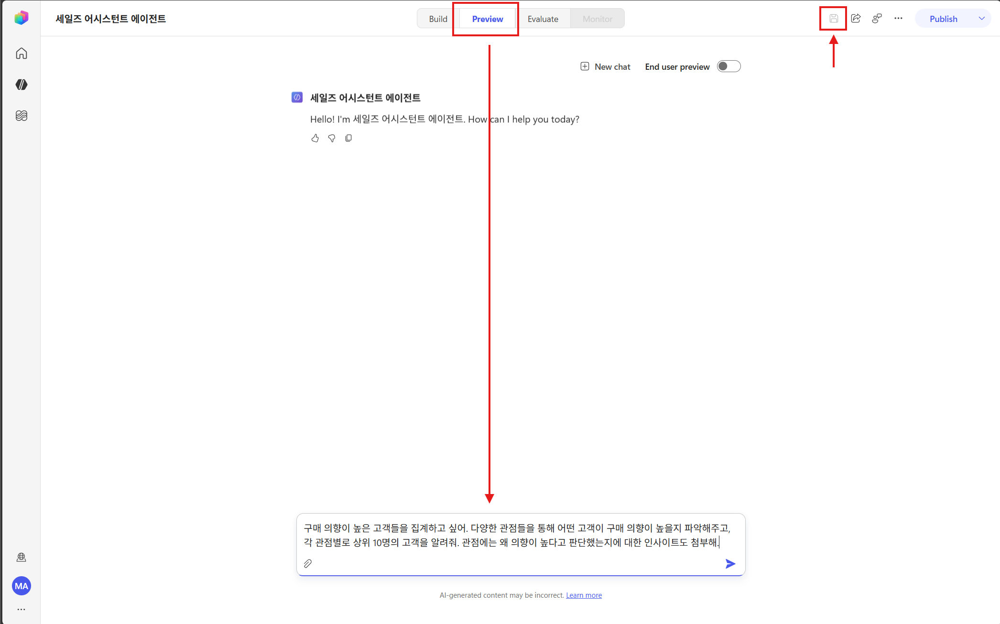 세일즈 어시스턴트 에이전트
Build
Preview
Evaluate
Monitor
Publish
New chat
End user preview
세일즈 어시스턴트 에이전트
Hello! I'm 세일즈 어시스턴트 에이전트. How can I help you today?
구매 의향이 높은 고객들을 집계하고 싶어. 다양한 관점들을 통해 어떤 고객이 구매 의향이 높을지 파악해주고,
각 관점별로 상위 10명의 고객을 알려줘. 관점에는 왜 의향이 높다고 판단했는지에 대한 인사이트도 첨부해.
MA
AI-generated content may be incorrect. Learn more